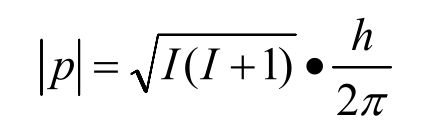 |p| = √I(I + 1) • h/2π